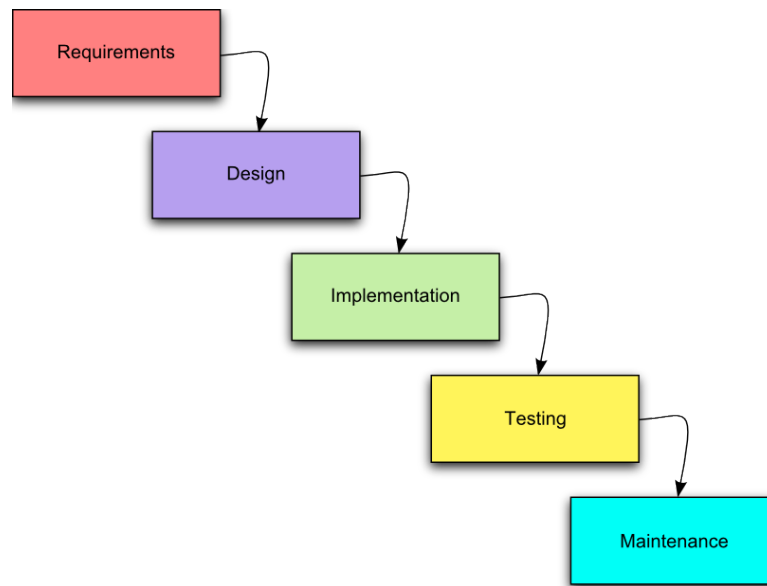 Requirements
Design
Implementation
Testing
Maintenance